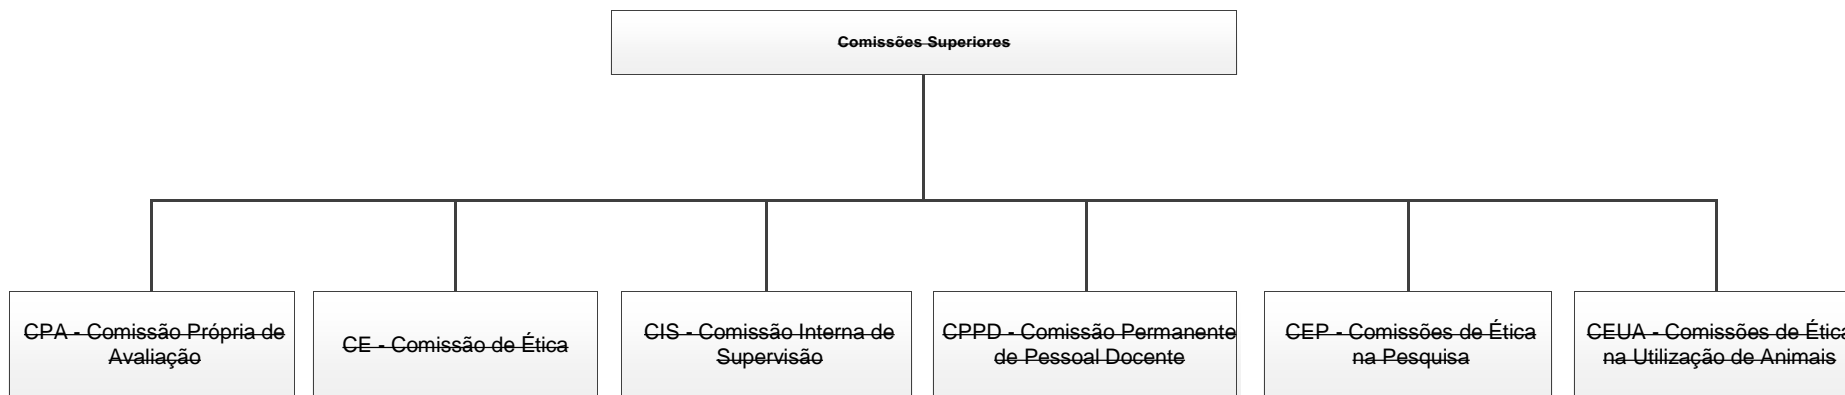 Comissões Superiores
CPA - Comissão Própria de
Avaliação
CE - Comissão de Ética
CIS - Comissão Interna de
Supervisão
CPPD - Comissão Permanente
de Pessoal Docente
CEP - Comissões de Ética
na Pesquisa
CEUA - Comissões de Ética
na Utilização de Animais